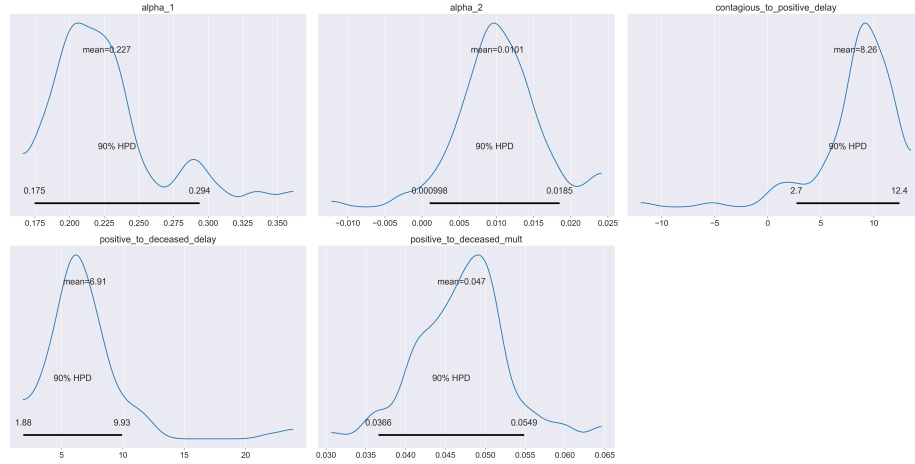 alpha_1
mean=0.227
90% HPD
0.175 0.294
0.175 0.200 0.225 0.250 0.275 0.300 0.325 0.350
alpha_2
mean=0.0101
90% HPD
0.000998 0.0185
−0.010 −0.005 0.000 0.005 0.010 0.015 0.020 0.025
contagious_to_positive_delay
mean=8.26
90% HPD
2.7 12.4
−10 −5 0 5 10
positive_to_deceased_delay
mean=6.91
90% HPD
1.88 9.93
5 10 15 20
positive_to_deceased_mult
mean=0.047
90% HPD
0.0366 0.0549
0.030 0.035 0.040 0.045 0.050 0.055 0.060 0.065